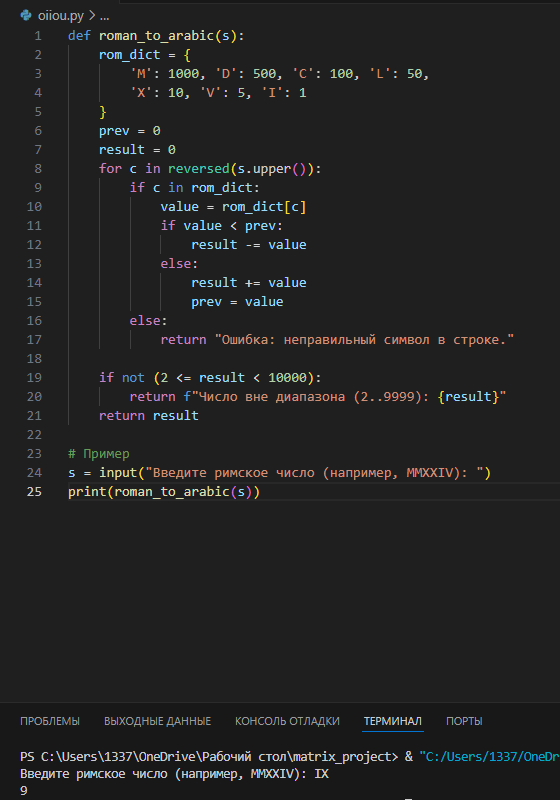 oiiou.py > ...
1 def roman_to_arabic(s):
2     rom_dict = {
3         'M': 1000, 'D': 500, 'C': 100, 'L': 50,
4         'X': 10, 'V': 5, 'I': 1
5     }
6     prev = 0
7     result = 0
8     for c in reversed(s.upper()):
9         if c in rom_dict:
10             value = rom_dict[c]
11             if value < prev:
12                 result -= value
13             else:
14                 result += value
15                 prev = value
16         else:
17             return "Ошибка: неправильный символ в строке."
18
19     if not (2 <= result < 10000):
20         return f"Число вне диапазона (2..9999): {result}"
21     return result
22
23 # Пример
24 s = input("Введите римское число (например, MMXXIV): ")
25 print(roman_to_arabic(s))
ПРОБЛЕМЫ ВЫХОДНЫЕ ДАННЫЕ КОНСОЛЬ ОТЛАДКИ ТЕРМИНАЛ ПОРТЫ
PS C:\Users\1337\OneDrive\Рабочий стол\matrix_project> & "C:/Users/1337/OneDr
Введите римское число (например, MMXXIV): IX
9